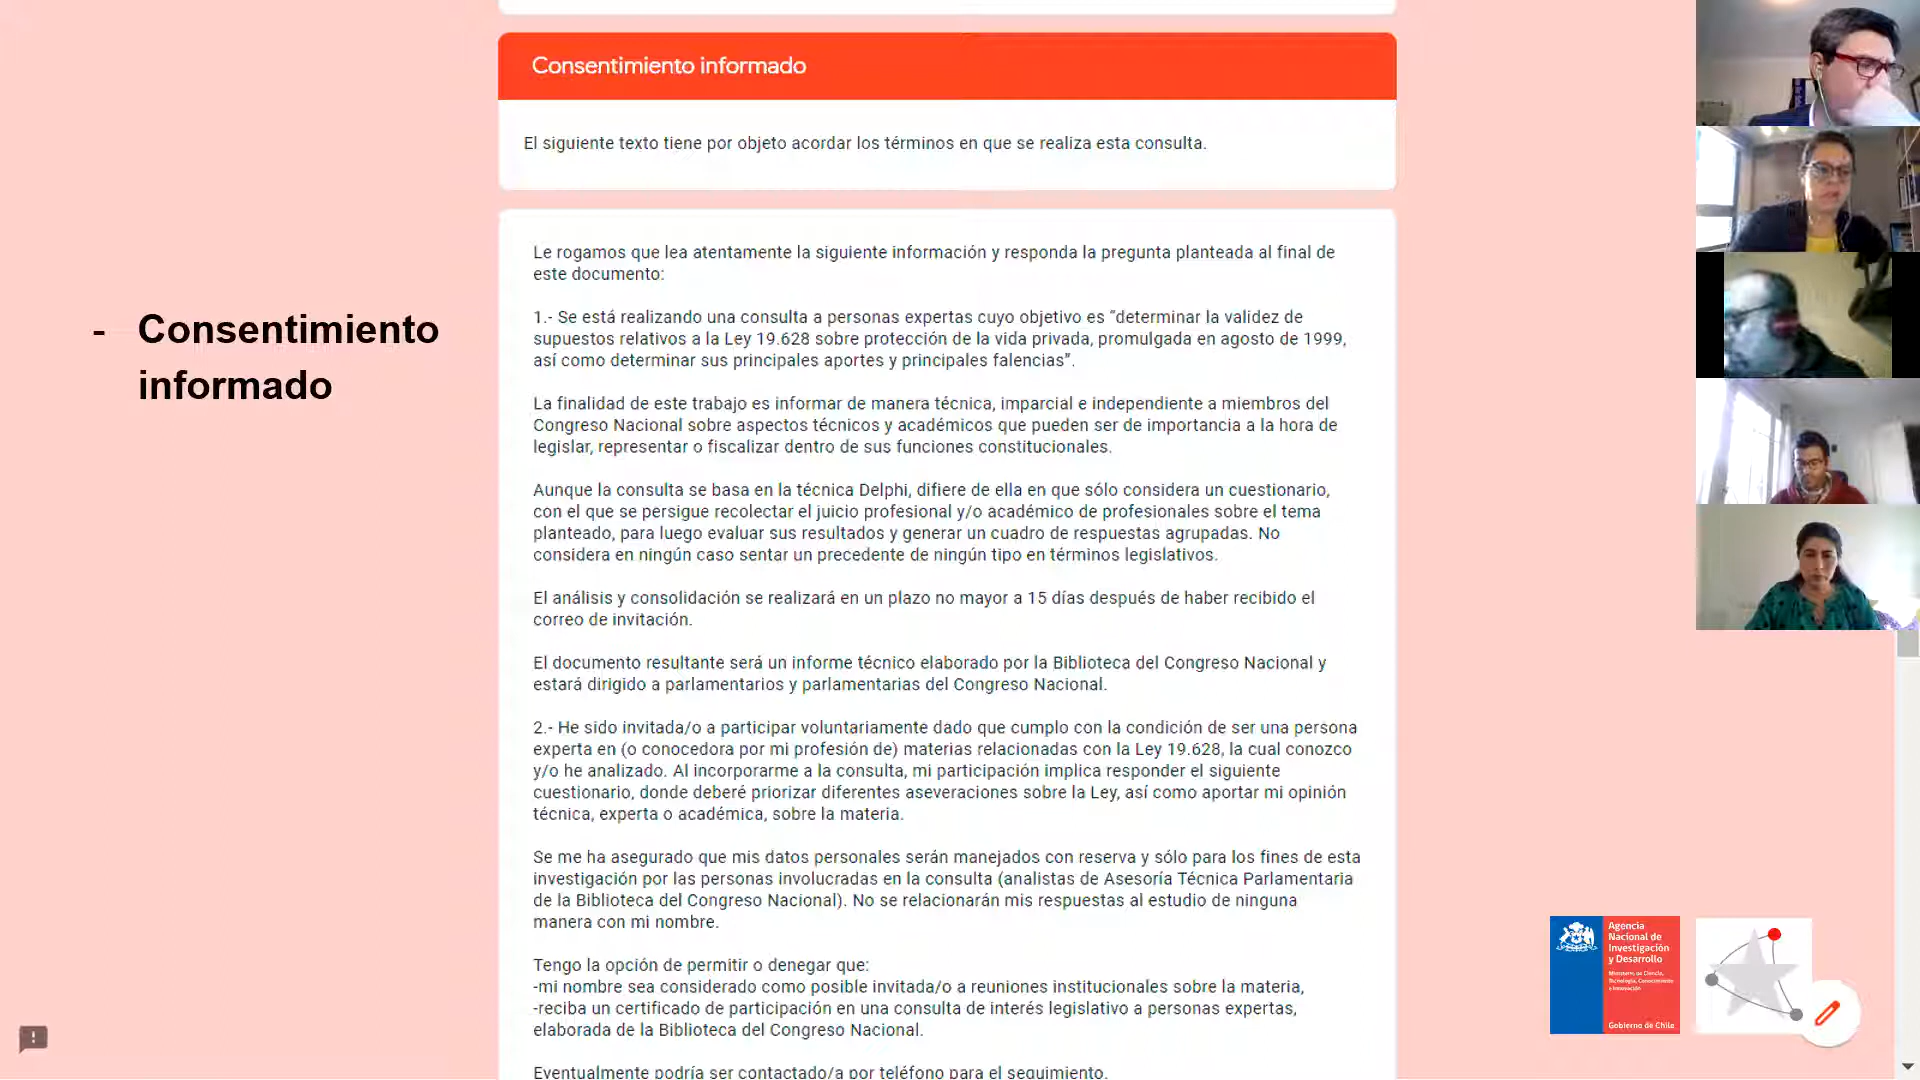 - Consentimiento
informado
Consentimiento informado
El siguiente texto tiene por objeto acordar los términos en que se realiza esta consulta.
Le rogamos que lea atentamente la siguiente información y responda la pregunta planteada al final de
este documento:
1.- Se está realizando una consulta a personas expertas cuyo objetivo es "determinar la validez de
supuestos relativos a la Ley 19.628 sobre protección de la vida privada, promulgada en agosto de 1999,
así como determinar sus principales aportes y principales falencias".
La finalidad de este trabajo es informar de manera técnica, imparcial e independiente a miembros del
Congreso Nacional sobre aspectos técnicos y académicos que pueden ser de importancia a la hora de
legislar, representar o fiscalizar dentro de sus funciones constitucionales.
Aunque la consulta se basa en la técnica Delphi, difiere de ella en que sólo considera un cuestionario,
con el que se persigue recolectar el juicio profesional y/o académico de profesionales sobre el tema
planteado, para luego evaluar sus resultados y generar un cuadro de respuestas agrupadas. No
considera en ningún caso sentar un precedente de ningún tipo en términos legislativos.
El análisis y consolidación se realizará en un plazo no mayor a 15 días después de haber recibido el
correo de invitación.
El documento resultante será un informe técnico elaborado por la Biblioteca del Congreso Nacional y
estará dirigido a parlamentarios y parlamentarias del Congreso Nacional.
2.- He sido invitada/o a participar voluntariamente dado que cumplo con la condición de ser una persona
experta en (o conocedora por mi profesión de) materias relacionadas con la Ley 19.628, la cual conozco
y/o he analizado. Al incorporarme a la consulta, mi participación implica responder el siguiente
cuestionario, donde deberé priorizar diferentes aseveraciones sobre la Ley, así como aportar mi opinión
técnica, experta o académica, sobre la materia.
Se me ha asegurado que mis datos personales serán manejados con reserva y sólo para los fines de esta
investigación por las personas involucradas en la consulta (analistas de Asesoría Técnica Parlamentaria
de la Biblioteca del Congreso Nacional). No se relacionarán mis respuestas al estudio de ninguna
manera con mi nombre.
Tengo la opción de permitir o denegar que:
-mi nombre sea considerado como posible invitada/o a reuniones institucionales sobre la materia,
-reciba un certificado de participación en una consulta de interés legislativo a personas expertas,
elaborada de la Biblioteca del Congreso Nacional.
Eventualmente podría ser contactado/a por teléfono para el seguimiento.
Agencia
Nacional de
Investigación
y Desarrollo
Ministerio de Ciencia,
Tecnología, Conocimiento
e Innovación
Gobierno de Chile